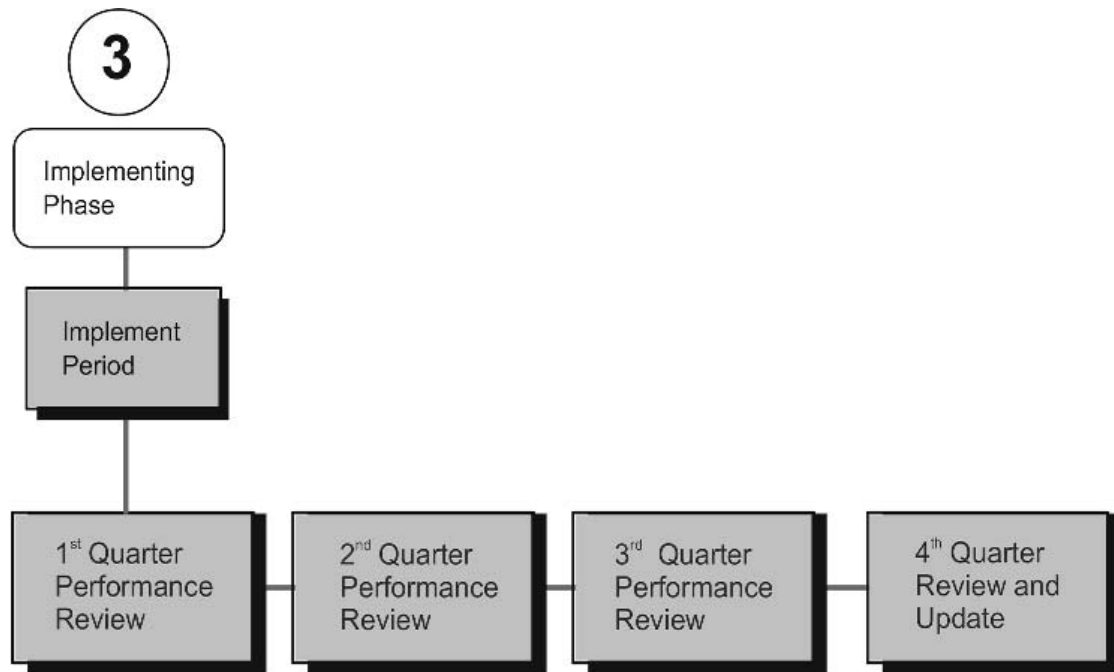 3
Implementing
Phase
Implement
Period
1st Quarter
Performance
Review
2nd Quarter
Performance
Review
3rd Quarter
Performance
Review
4th Quarter
Review and
Update